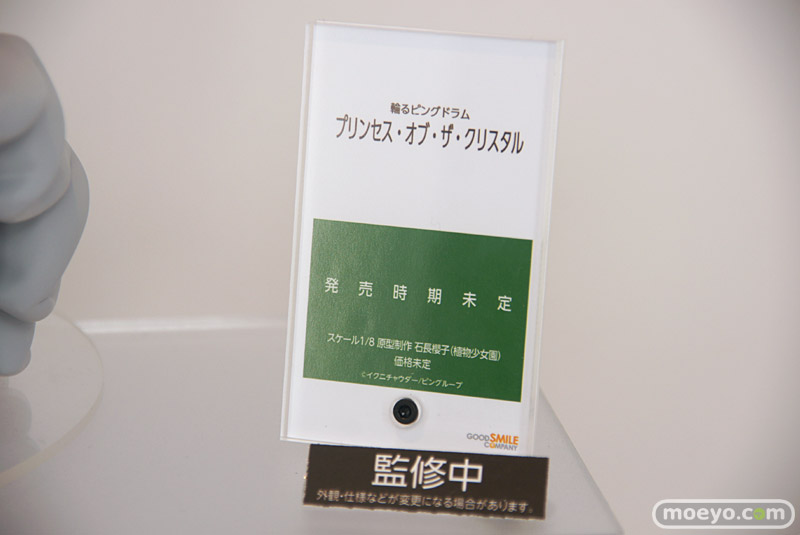 輪るピングドラム
プリンセス・オブ・ザ・クリスタル
発売時期未定
スケール1/8 原型制作 石長櫻子(植物少女園)
価格未定
©イクニチャウダー/ピングループ
GOOD SMILE
COMPANY
監修中
外観・仕様などが変更になる場合があります。
moeyo.com